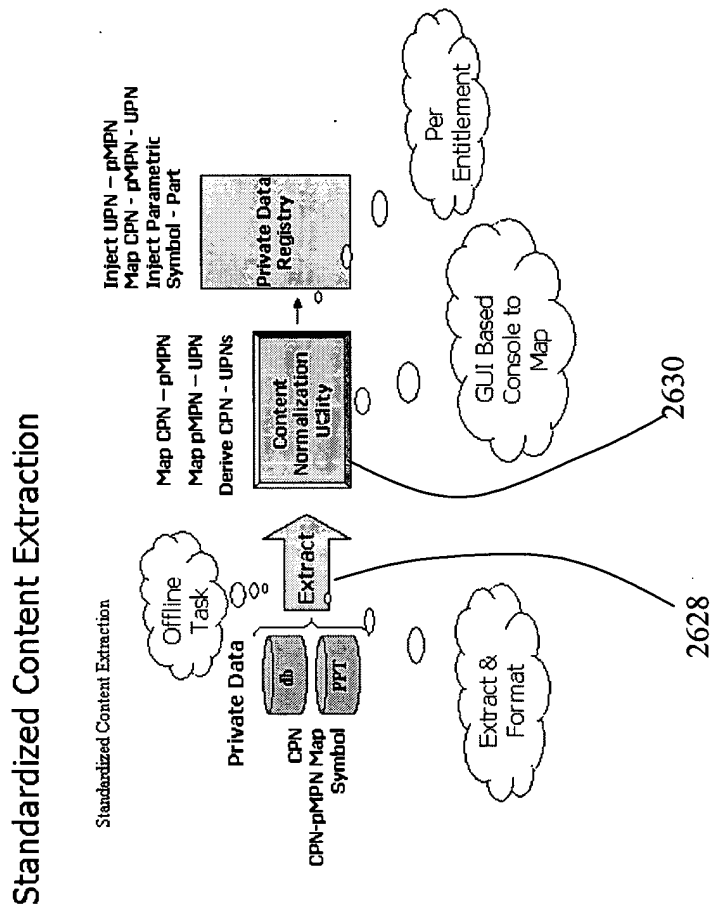 Standardized Content Extraction
Standardized Content Extraction
Offline
Task
Private Data
db
PPT
CPN
CPN-pMPN Map
Symbol
Extract &
Format
Extract
2628
Map CPN – pMPN
Map pMPN – UPN
Derive CPN - UPNs
Content
Normalization
Utility
GUI Based
Console to
Map
2630
Inject UPN – pMPN
Map CPN - pMPN - UPN
Inject Parametric
Symbol - Part
Private Data
Registry
Per
Entitlement